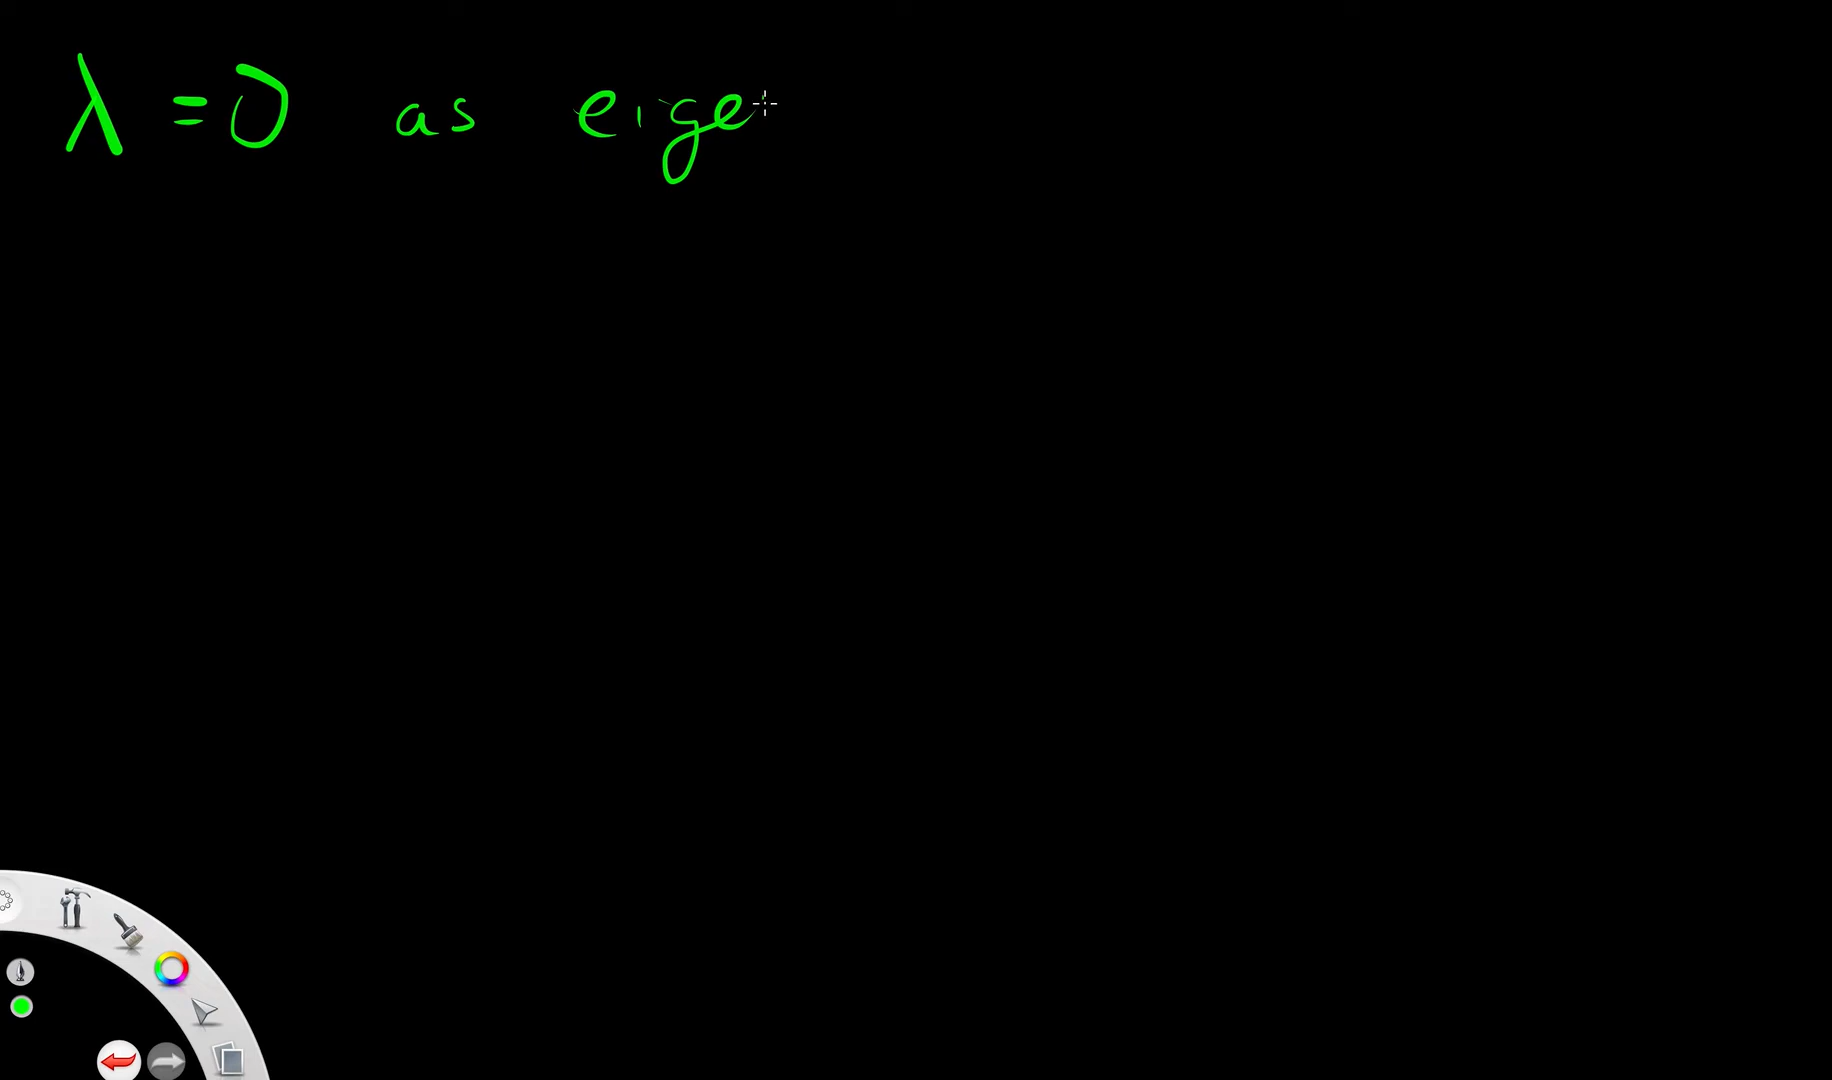 λ = 0 as eige